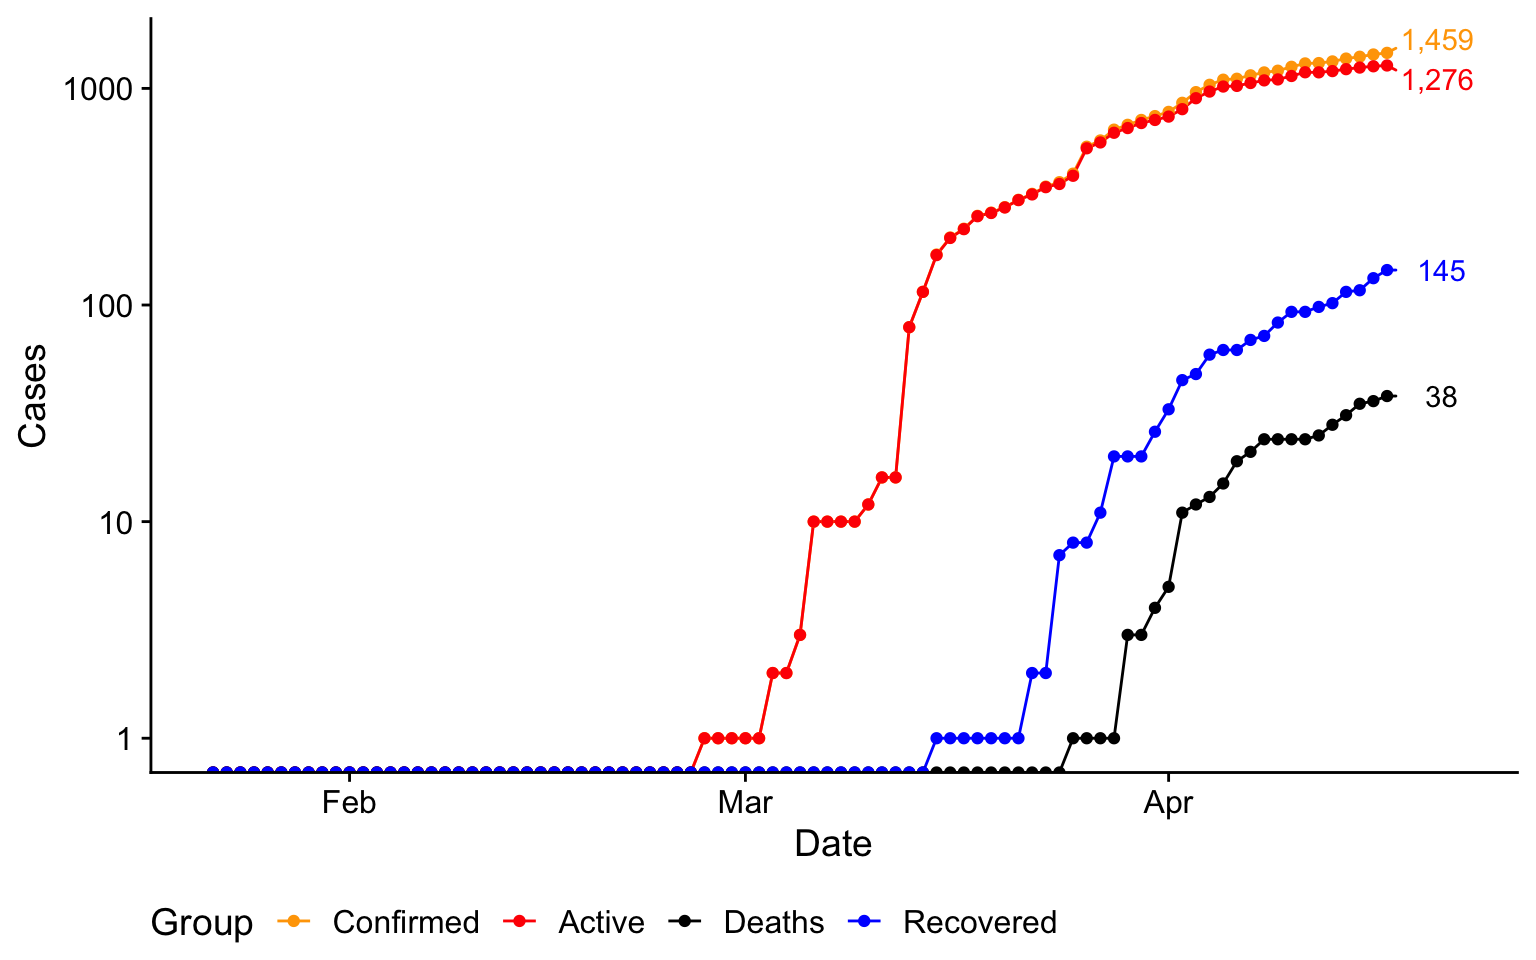 1,459
1,276
145
38
1000
100
10
1
Cases
Feb Mar Apr
Date
Group Confirmed Active Deaths Recovered